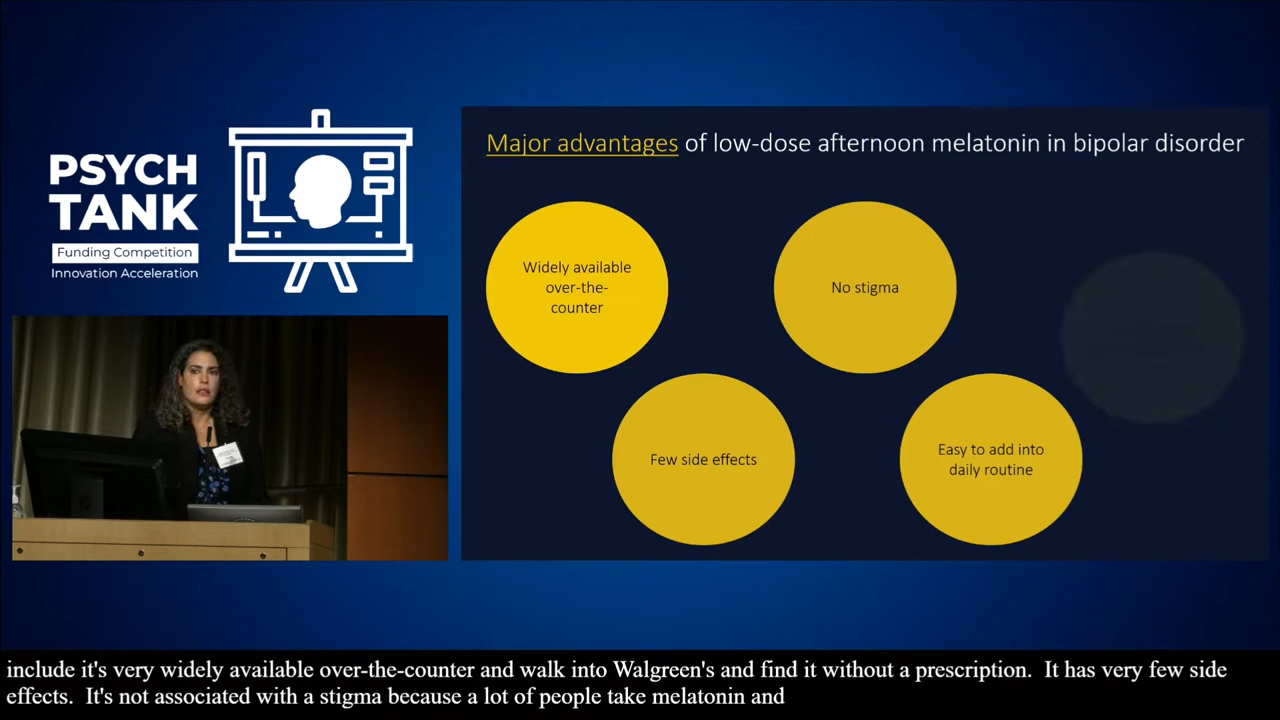 PSYCH
TANK
Funding Competition
Innovation Acceleration
Major advantages of low-dose afternoon melatonin in bipolar disorder
Widely available
over-the-
counter
No stigma
Few side effects
Easy to add into
daily routine
include it's very widely available over-the-counter and walk into Walgreen's and find it without a prescription.  It has very few side
effects.  It's not associated with a stigma because a lot of people take melatonin and